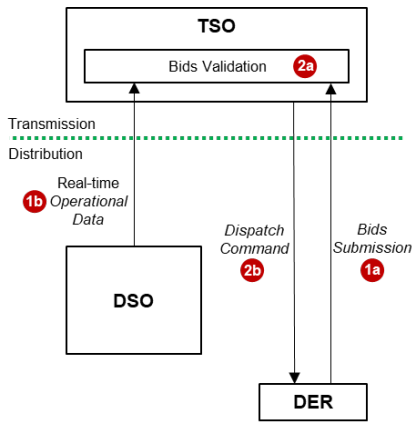 TSO
Bids Validation 2a
Transmission
Distribution
Real-time
1b Operational
Data
Dispatch
Command
2b
Bids
Submission
1a
DSO
DER